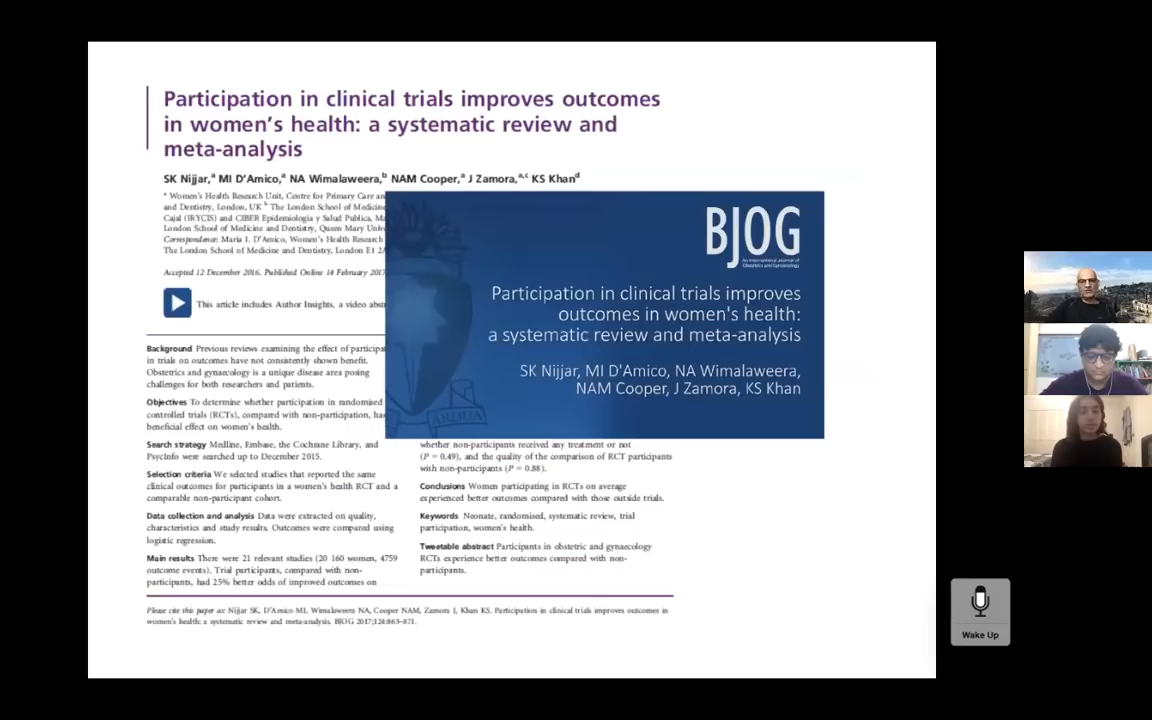 Participation in clinical trials improves outcomes
in women's health: a systematic review and
meta-analysis
SK Nijjar,a MI D'Amico,a NA Wimalaweera,b NAM Cooper,a J Zamora,a,c KS Khand
a Women's Health Research Unit, Centre for Primary Care an
and Dentistry, London, UK b The London School of Medicine
Cajal (IRYCIS) and CIBER Epidemiologia y Salud Publica, Ma
London School of Medicine and Dentistry, Queen Mary Unive
Correspondence: Maria I. D'Amico, Women's Health Research
The London School of Medicine and Dentistry, London E1 2A
Accepted 12 December 2016. Published Online 14 February 2017
This article includes Author Insights, a video abstr
Background Previous reviews examining the effect of participat
in trials on outcomes have not consistently shown benefit.
Obstetrics and gynaecology is a unique disease area posing
challenges for both researchers and patients.
Objectives To determine whether participation in randomised
controlled trials (RCTs), compared with non-participation, has
beneficial effect on women's health.
Search strategy Medline, Embase, the Cochrane Library, and
PsycInfo were searched up to December 2015.
Selection criteria We selected studies that reported the same
clinical outcomes for participants in a women's health RCT and a
comparable non-participant cohort.
Data collection and analysis Data were extracted on quality,
characteristics and study results. Outcomes were compared using
logistic regression.
Main results There were 21 relevant studies (20 160 women, 4759
outcome events). Trial participants, compared with non-
participants, had 25% better odds of improved outcomes on
whether non-participants received any treatment or not
(P = 0.49), and the quality of the comparison of RCT participants
with non-participants (P = 0.88).
Conclusions Women participating in RCTs on average
experienced better outcomes compared with those outside trials.
Keywords Neonate, randomised, systematic review, trial
participation, women's health.
Tweetable abstract Participants in obstetric and gynaecology
RCTs experience better outcomes compared with non-
participants.
Please cite this paper as: Nijjar SK, D'Amico MI, Wimalaweera NA, Cooper NAM, Zamora J, Khan KS. Participation in clinical trials improves outcomes in
women's health: a systematic review and meta-analysis. BJOG 2017;124:863–871.
BJOG
An International Journal of
Obstetrics and Gynaecology
Participation in clinical trials improves
outcomes in women's health:
a systematic review and meta-analysis
SK Nijjar, MI D'Amico, NA Wimalaweera,
NAM Cooper, J Zamora, KS Khan
ARDUA
Wake Up